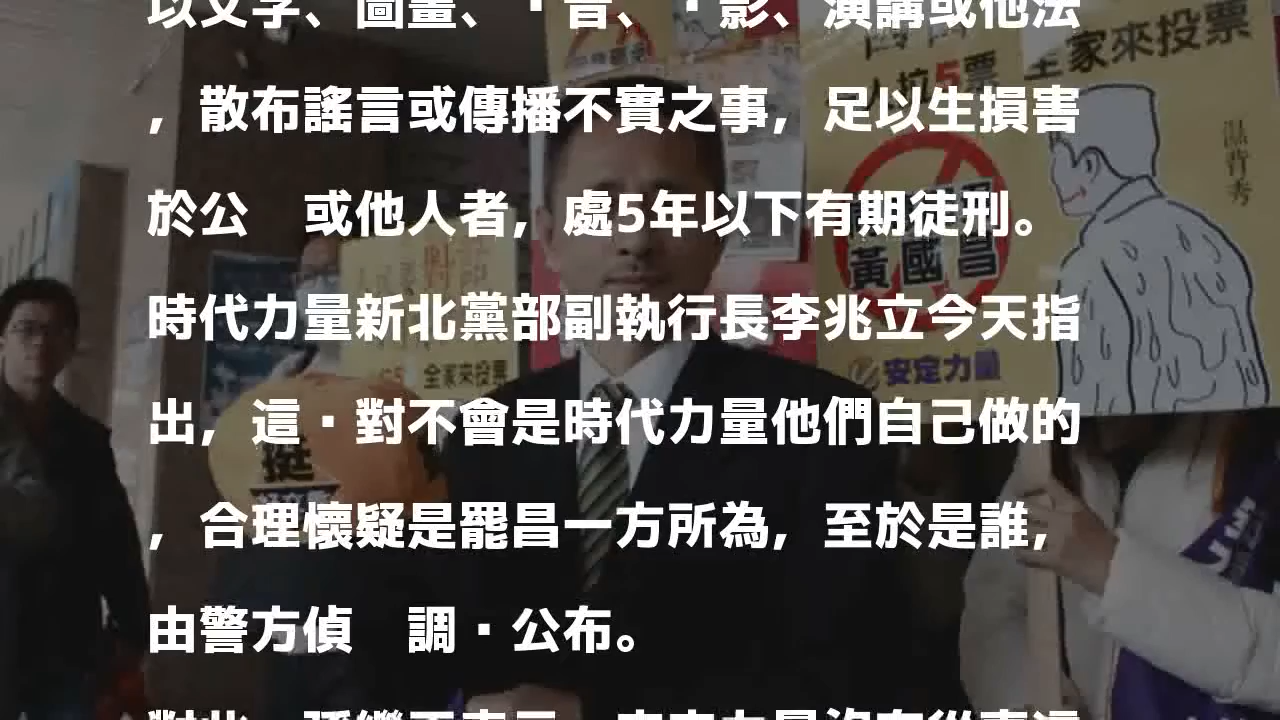 以文字、圖畫、·音、·影、演講或他法
，散布謠言或傳播不實之事，足以生損害
於公　或他人者，處5年以下有期徒刑。
時代力量新北黨部副執行長李兆立今天指
出，這·對不會是時代力量他們自己做的
，合理懷疑是罷昌一方所為，至於是誰，
由警方偵　調·公布。
全家來投票
5票
濕背秀
黃國昌
安定力量
全家來投票
挺